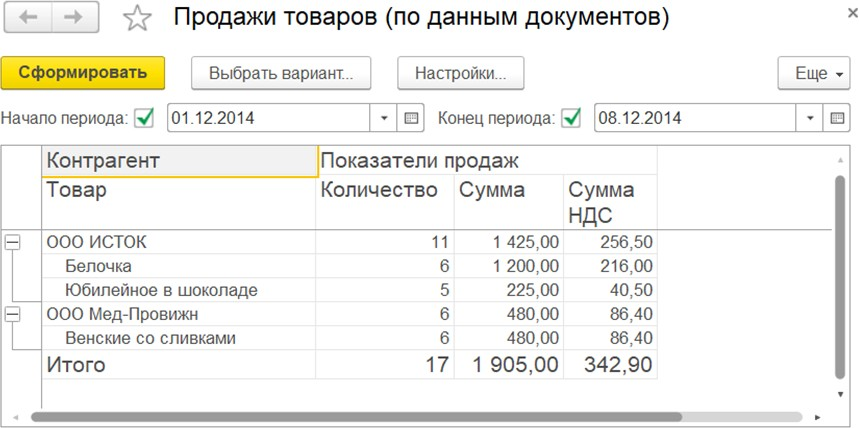 Продажи товаров (по данным документов)
Сформировать Выбрать вариант... Настройки... Еще
Начало периода: 01.12.2014 Конец периода: 08.12.2014
Контрагент Показатели продаж
Товар Количество Сумма Сумма
НДС
ООО ИСТОК 11 1 425,00 256,50
Белочка 6 1 200,00 216,00
Юбилейное в шоколаде 5 225,00 40,50
ООО Мед-Провижн 6 480,00 86,40
Венские со сливками 6 480,00 86,40
Итого 17 1 905,00 342,90